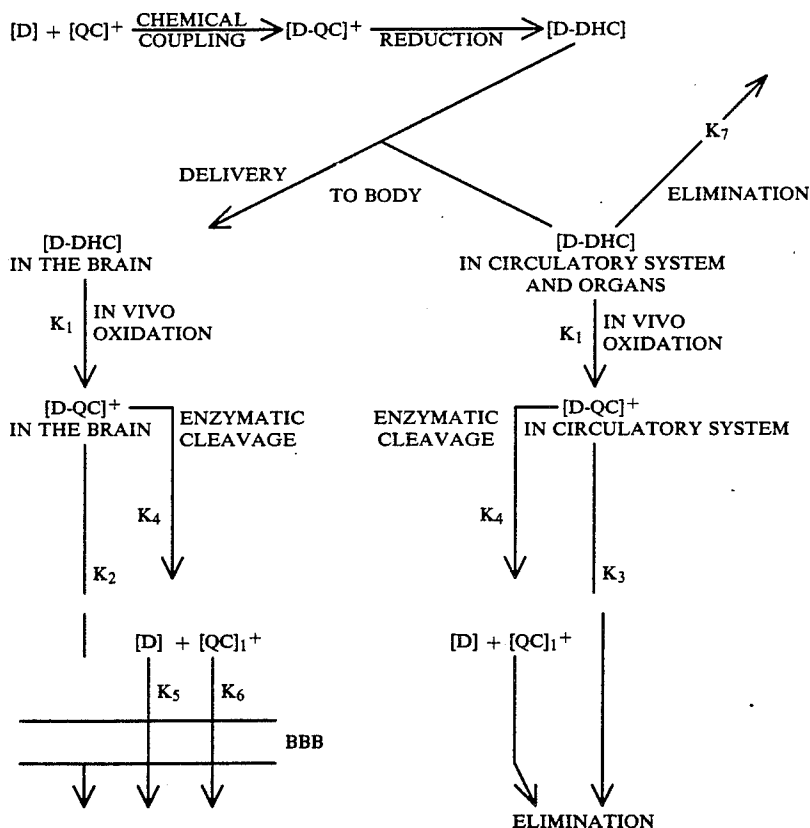 [D] + [QC]+ CHEMICAL COUPLING [D-QC]+ REDUCTION [D-DHC]
K7
DELIVERY
TO BODY
ELIMINATION
[D-DHC]
IN THE BRAIN
[D-DHC]
IN CIRCULATORY SYSTEM
AND ORGANS
K1
IN VIVO
OXIDATION
K1
IN VIVO
OXIDATION
[D-QC]+
IN THE BRAIN
ENZYMATIC
CLEAVAGE
ENZYMATIC
CLEAVAGE
[D-QC]+
IN CIRCULATORY SYSTEM
K4
K4
K2
K3
[D] + [QC]1+
[D] + [QC]1+
K5
K6
BBB
ELIMINATION